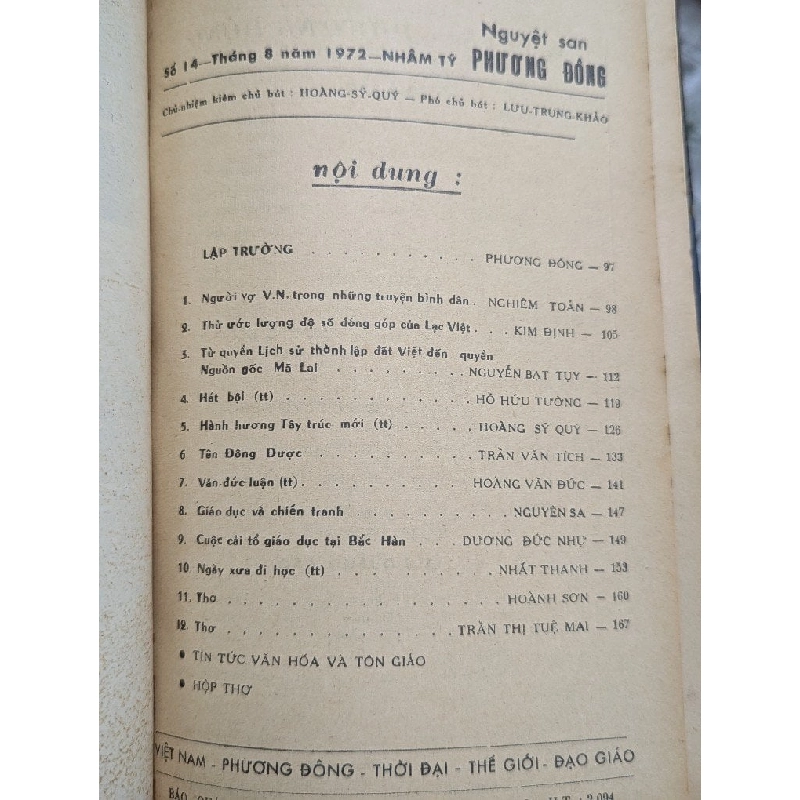 Nguyệt san
Số 14—Tháng 8 năm 1972—NHÂM TÝ PHƯƠNG ĐÔNG
Chủ-nhiệm kiêm chủ bút : HOÀNG-SỸ-QUÝ — Phó chủ bút : LƯU-TRUNG-KHẢO
nội dung :
LẬP TRƯỜNG . . . . . . . . . . . PHƯƠNG ĐÔNG — 97
1. Người vợ V.N. trong những truyện bình dân . NGHIÊM TOẢN — 98
2. Thử ước lượng độ số đóng góp của Lạc Việt . . . KIM ĐỊNH — 105
3. Từ quyền Lịch sử thành lập đất Việt đến quyền
Nguồn gốc Mã Lai . . . . . . . . NGUYỄN BẠT TỤY — 112
4. Hát bội (tt) . . . . . . . . . . HỒ HỮU TƯỜNG — 118
5. Hành hương Tây trúc mới (tt) . . . . . HOÀNG SỸ QUÝ — 126
6 Tên Đông Dược . . . . . . . . TRẦN VĂN TÍCH — 133
7. Vấn-đức luận (tt) . . . . . . . . HOÀNG VĂN ĐỨC — 141
8. Giáo dục và chiến tranh . . . . . . . . NGUYÊN SA — 147
9. Cuộc cải tổ giáo dục tại Bắc Hàn . . . DƯƠNG ĐỨC NHỰ — 149
10. Ngày xưa đi học (tt) . . . . . . . . NHẤT THANH — 153
11. Thơ . . . . . . . . . . . . HOÀNH SƠN — 160
12. Thơ . . . . . . . . . . . TRẦN THỊ TUỆ MAI — 167
• TIN TỨC VĂN HÓA VÀ TÔN GIÁO
• HỘP THƠ
VIỆT NAM - PHƯƠNG ĐÔNG - THỜI ĐẠI - THẾ GIỚI - ĐẠO GIÁO
BÁO